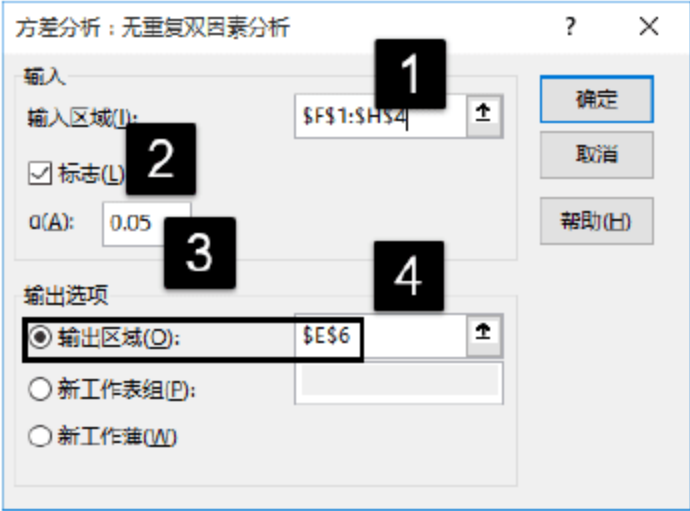 方差分析：无重复双因素分析 ? ×
输入
1
输入区域(I): $F$1:$H$4
确定
2
标志(L)
取消
α(A): 0.05
帮助(H)
3
4
输出选项
输出区域(O): $E$6
新工作表组(P):
新工作薄(W)